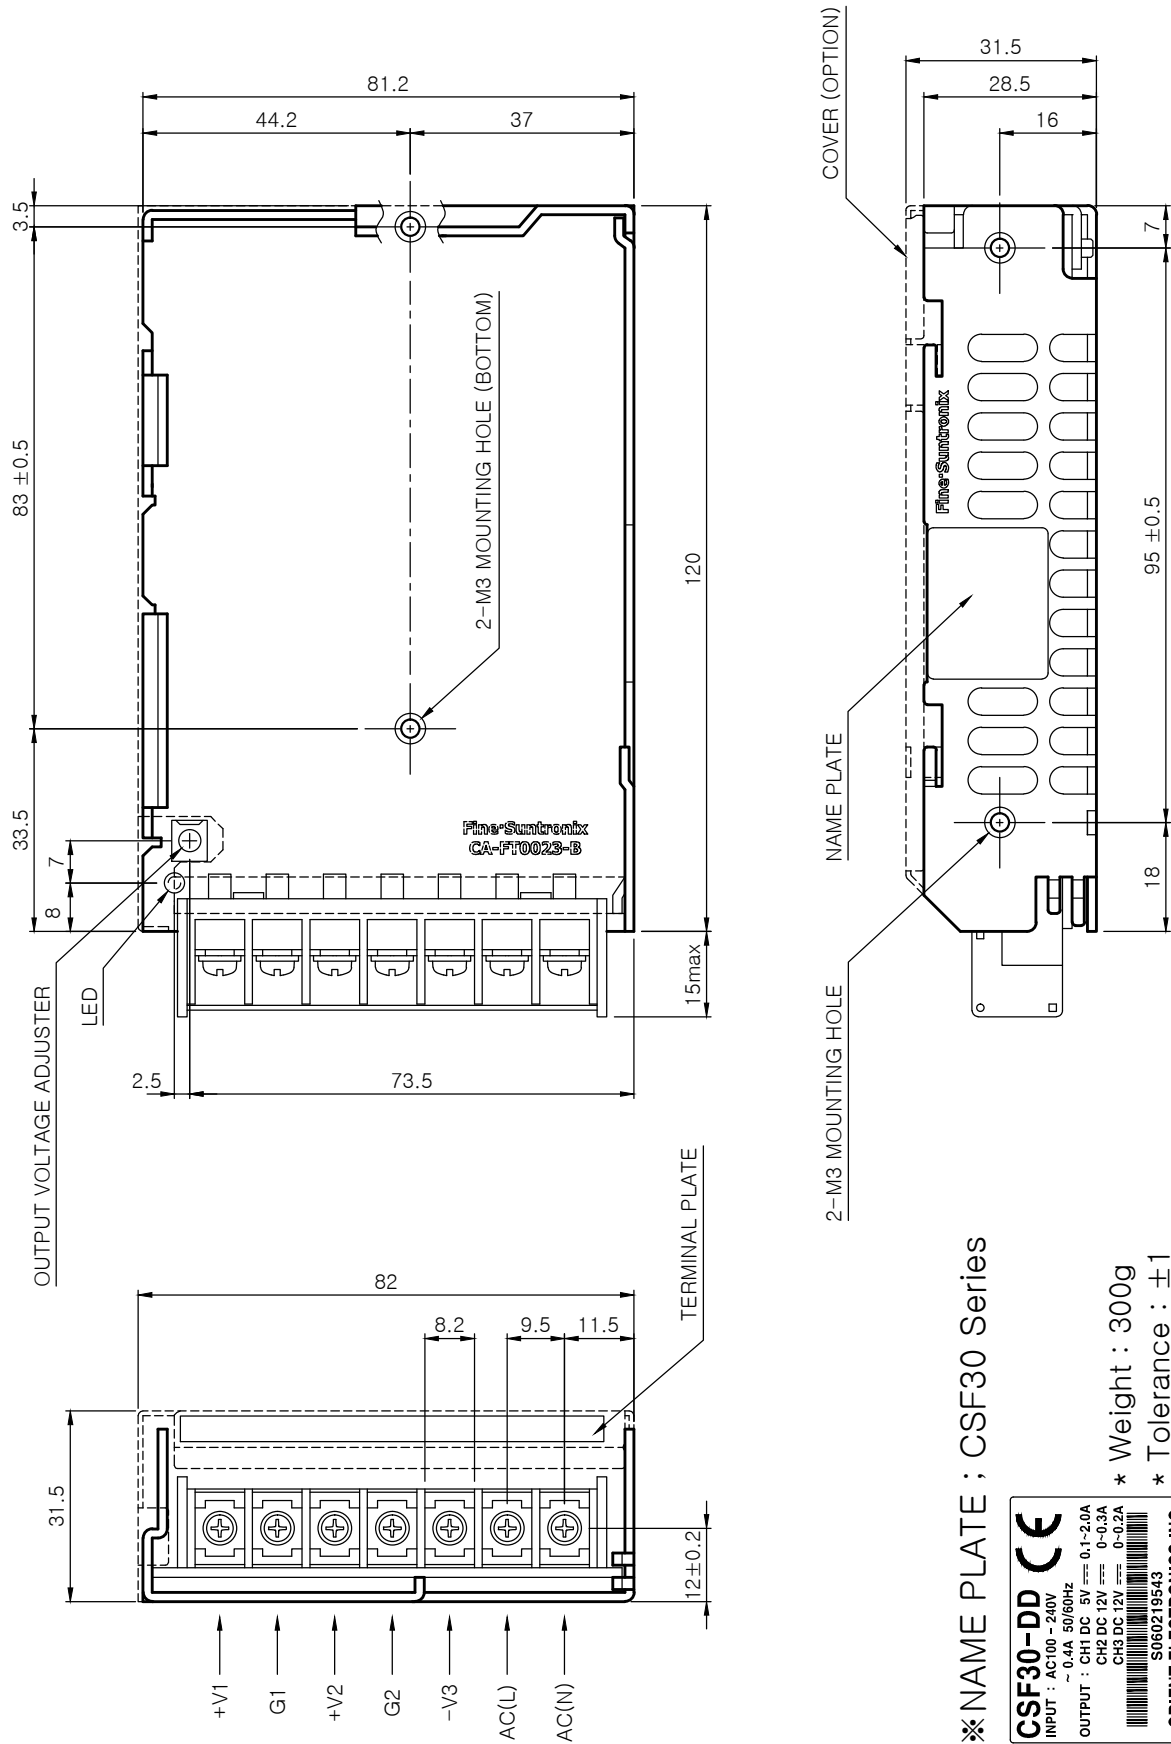 81.2
44.2
37
3.5
83 ±0.5
33.5
7
8
120
15max
2-M3 MOUNTING HOLE (BOTTOM)
Fine·Suntronix
CA-FT0023-B
OUTPUT VOLTAGE ADJUSTER
LED
2.5
73.5
COVER (OPTION)
31.5
28.5
16
7
95 ±0.5
18
Fine·Suntronix
NAME PLATE
2-M3 MOUNTING HOLE
82
8.2
9.5
11.5
TERMINAL PLATE
31.5
12±0.2
+V1
G1
+V2
G2
-V3
AC(L)
AC(N)
※NAME PLATE ; CSF30 Series
CSF30-DD CE
INPUT : AC100 - 240V
~ 0.4A 50/60Hz
OUTPUT : CH1 DC 5V === 0.1~2.0A
CH2 DC 12V === 0~0.3A
CH3 DC 12V === 0~0.2A
S060219543
* Weight : 300g
* Tolerance : ±1